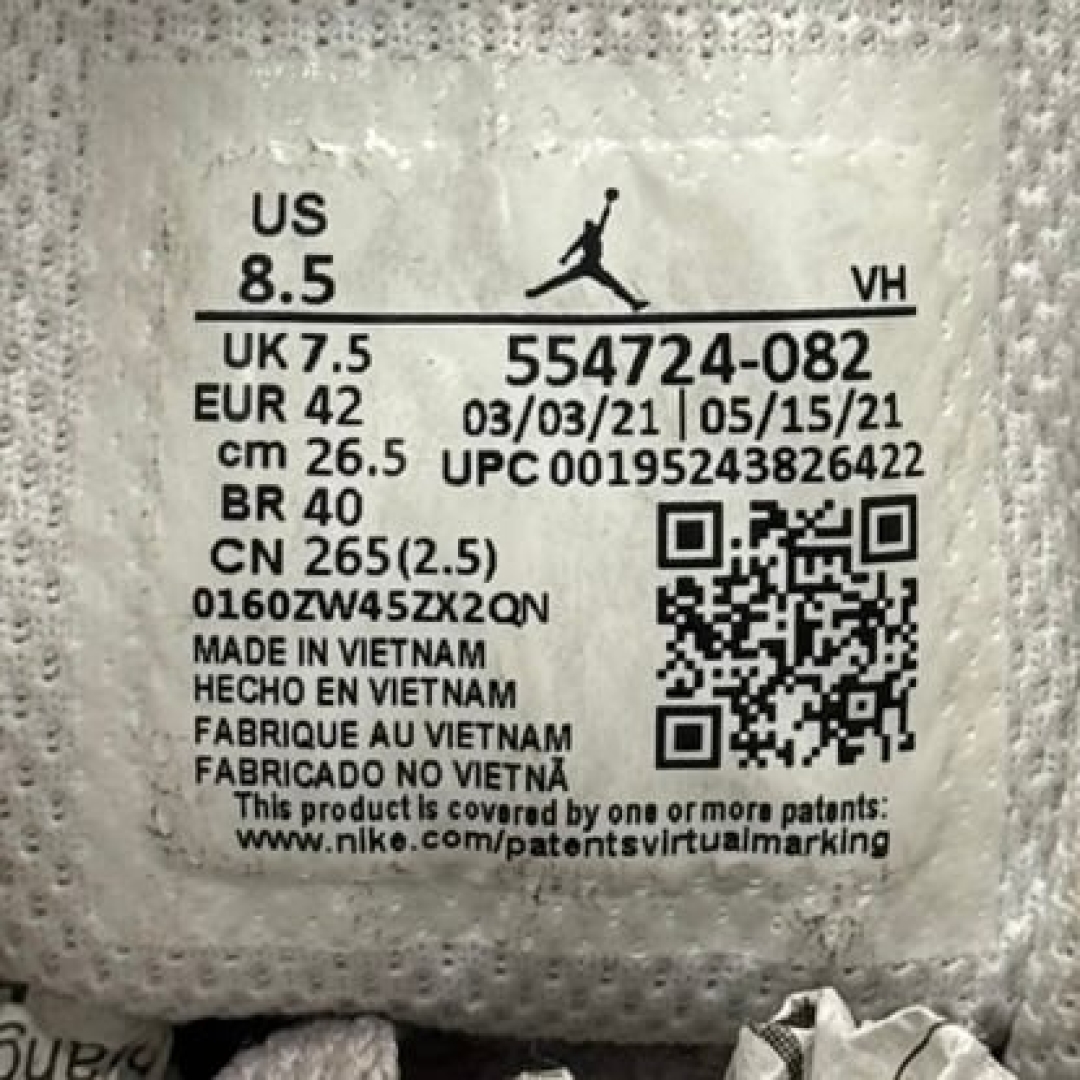 US
8.5
VH
UK 7.5
554724-082
EUR 42
03/03/21 | 05/15/21
cm 26.5
UPC 00195243826422
BR 40
CN 265(2.5)
0160ZW45ZX2QN
MADE IN VIETNAM
HECHO EN VIETNAM
FABRIQUE AU VIETNAM
FABRICADO NO VIETNÃ
This product is covered by one or more patents:
www.nike.com/patentsvirtualmarking